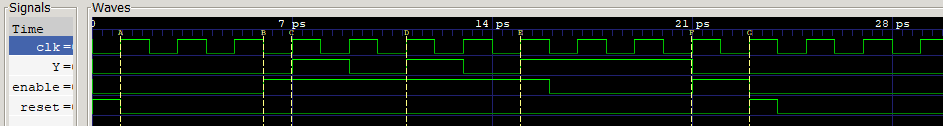 Signals
Waves
Time
0 7 ps 14 ps 21 ps 28 ps
A B C D E F G
clk =
Y =
enable =
reset =